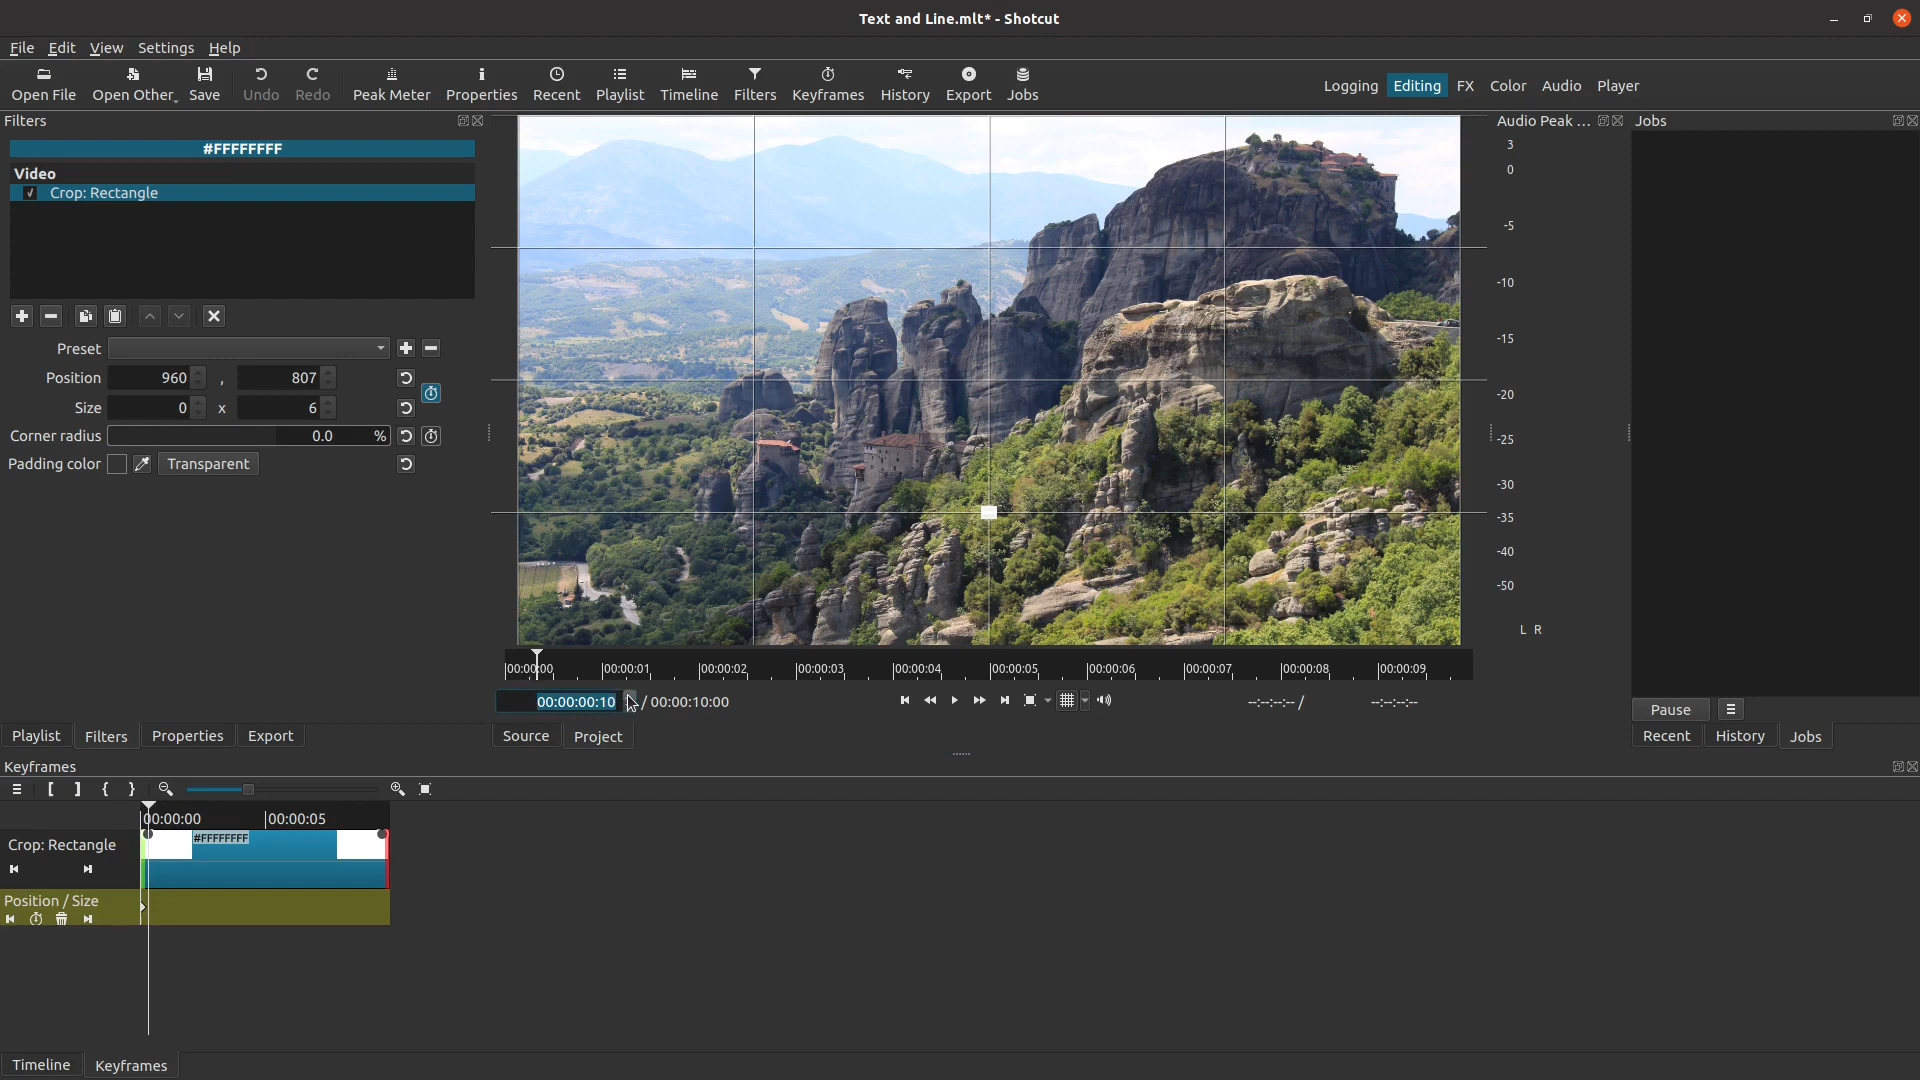 Text and Line.mlt* - Shotcut
File Edit View Settings Help
Open File Open Other Save Undo Redo Peak Meter Properties Recent Playlist Timeline Filters Keyframes History Export Jobs
Logging Editing FX Color Audio Player
Filters
#FFFFFFFF
Video
Crop: Rectangle
Preset
Position 960 , 807
Size 0 x 6
Corner radius 0.0 %
Padding color Transparent
Audio Peak ...
3
0
-5
-10
-15
-20
-25
-30
-35
-40
-50
L R
Jobs
00:00:00 00:00:01 00:00:02 00:00:03 00:00:04 00:00:05 00:00:06 00:00:07 00:00:08 00:00:09
00:00:00:10 / 00:00:10:00
--:--:--:-- / --:--:--:--
Pause
Playlist Filters Properties Export
Source Project
Recent History Jobs
Keyframes
00:00:00 00:00:05
Crop: Rectangle
#FFFFFFFF
Position / Size
Timeline Keyframes